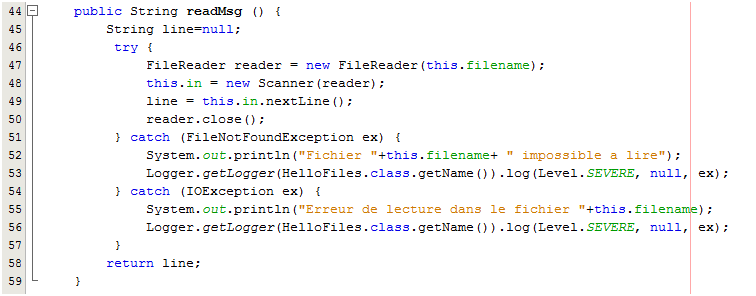 44 public String readMsg () {
45 String line=null;
46 try {
47 FileReader reader = new FileReader(this.filename);
48 this.in = new Scanner(reader);
49 line = this.in.nextLine();
50 reader.close();
51 } catch (FileNotFoundException ex) {
52 System.out.println("Fichier "+this.filename+ " impossible a lire");
53 Logger.getLogger(HelloFiles.class.getName()).log(Level.SEVERE, null, ex);
54 } catch (IOException ex) {
55 System.out.println("Erreur de lecture dans le fichier "+this.filename);
56 Logger.getLogger(HelloFiles.class.getName()).log(Level.SEVERE, null, ex);
57 }
58 return line;
59 }